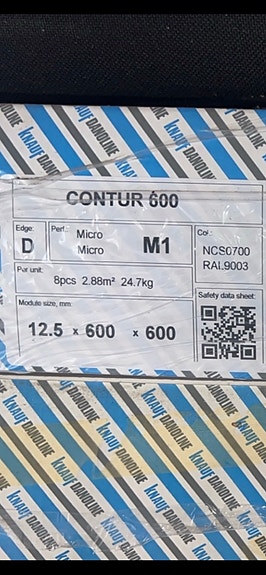 KNAUF DANOLINE
CONTUR 600
Edge:
D
Perf.:
Micro
Micro
M1
Col.:
NCS0700
RAL9003
Per unit:
8pcs 2.88m² 24.7kg
Safety data sheet:
Module size, mm:
12.5 x 600 x 600
KNAUF DANOLINE